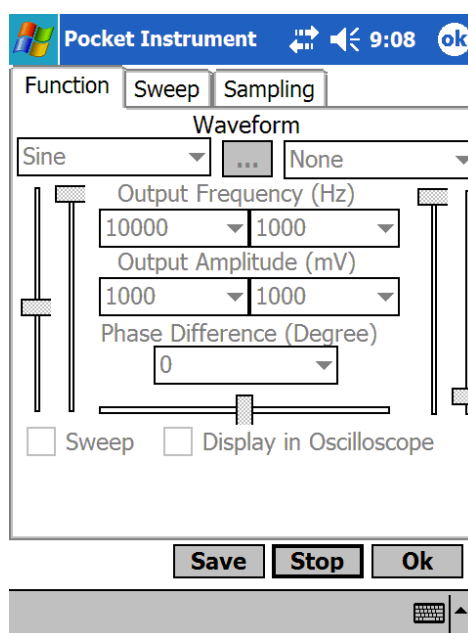 Pocket Instrument 9:08 ok
Function Sweep Sampling
Waveform
Sine ... None
Output Frequency (Hz)
10000 1000
Output Amplitude (mV)
1000 1000
Phase Difference (Degree)
0
Sweep Display in Oscilloscope
Save Stop Ok